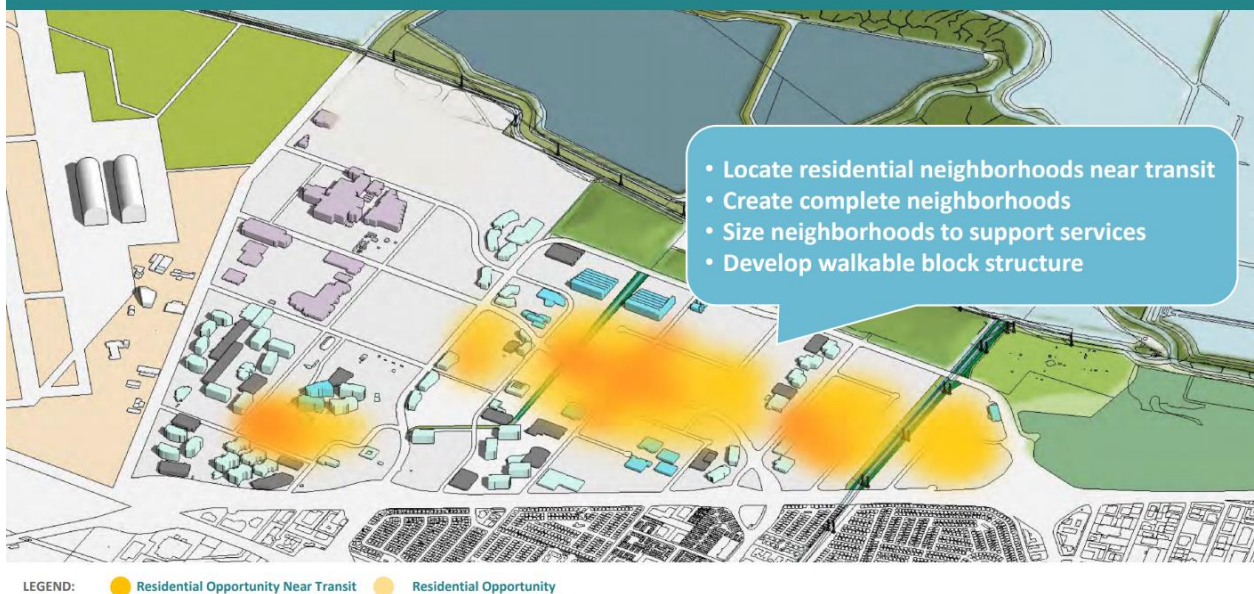 • Locate residential neighborhoods near transit
• Create complete neighborhoods
• Size neighborhoods to support services
• Develop walkable block structure
LEGEND: Residential Opportunity Near Transit Residential Opportunity